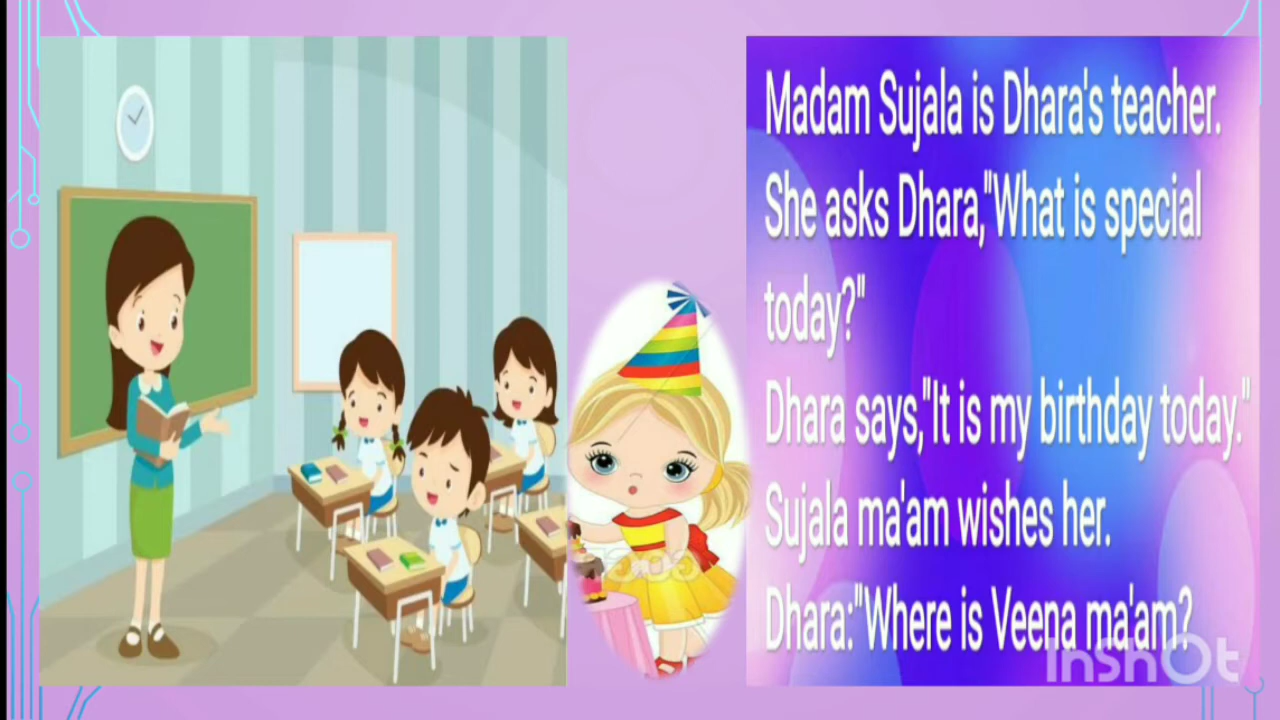 Madam Sujala is Dhara's teacher.
She asks Dhara,"What is special
today?"
Dhara says,"It is my birthday today."
Sujala ma'am wishes her.
Dhara:"Where is Veena ma'am?
InShOt